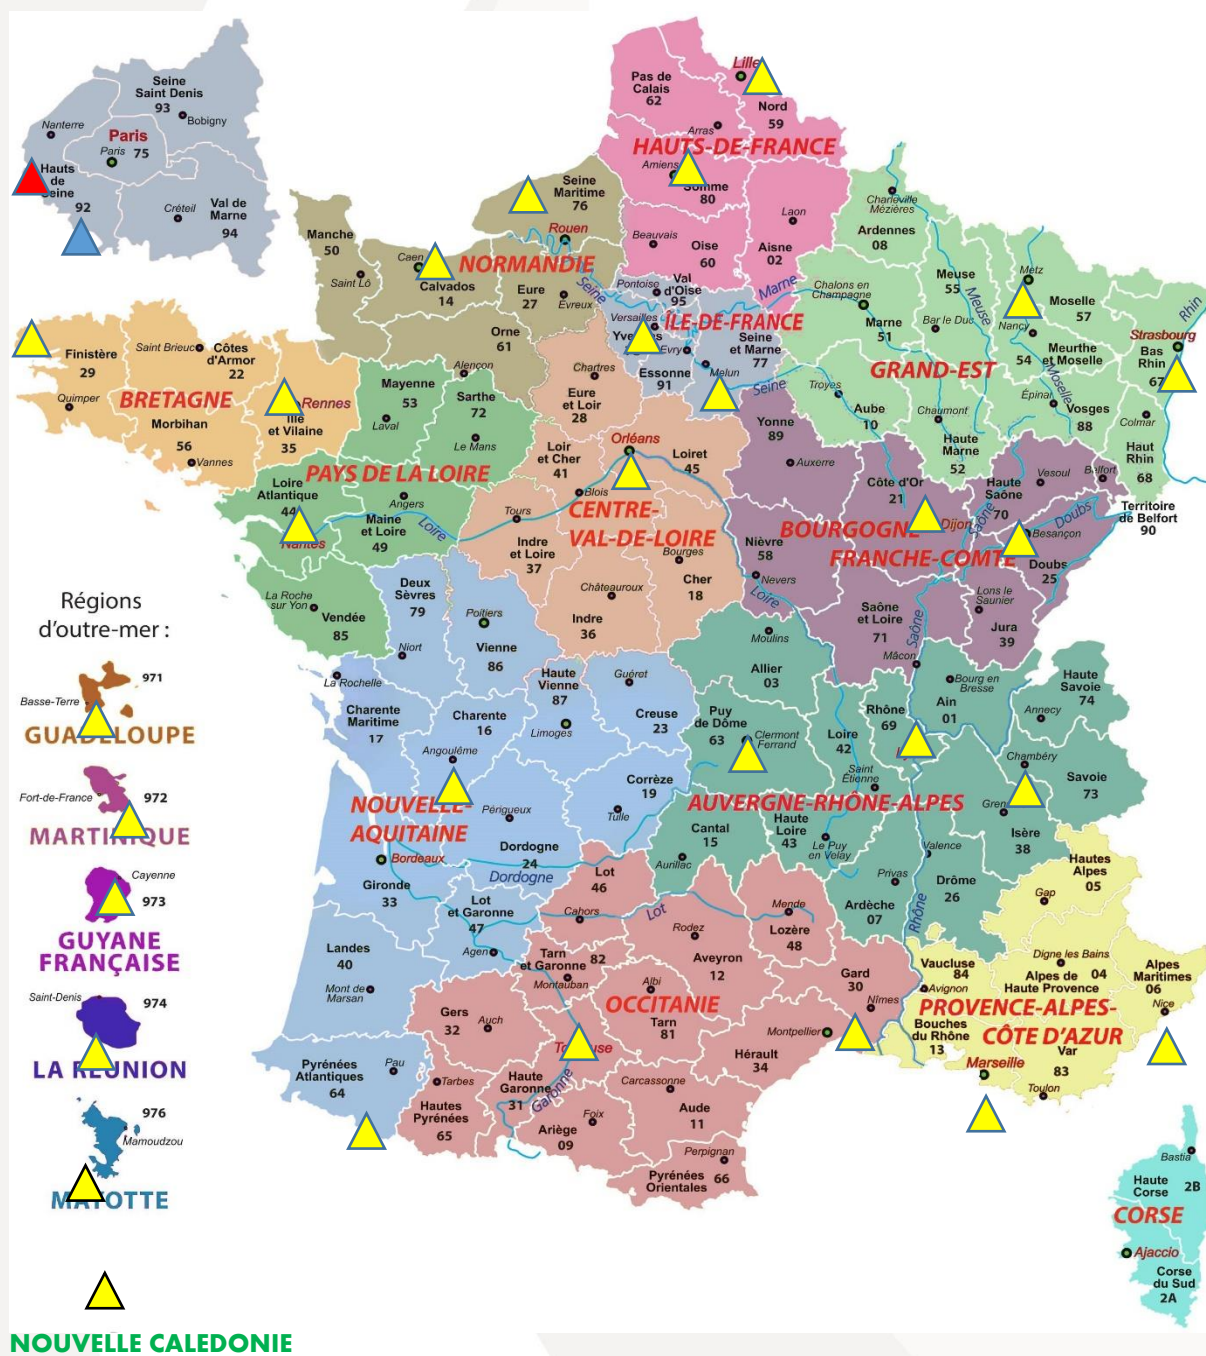 Seine
Saint Denis
93
Bobigny
Nanterre
Paris
Paris
75
Hauts
de
Seine
92
Créteil
Val de
Marne
94
Lille
Pas de
Calais
62
Nord
59
Arras
HAUTS-DE-FRANCE
Amiens
Somme
80
Laon
Beauvais
Oise
60
Aisne
02
Charleville
Mézières
Ardennes
08
Seine
Maritime
76
Rouen
Manche
50
Caen
NORMANDIE
Saint Lô
Calvados
14
Eure
27
Évreux
Seine
Orne
61
Alençon
Pontoise
Val
d'Oise
95
Marne
Versailles
ÎLE-DE-FRANCE
Evry
Seine
et Marne
77
Essonne
91
Melun
Seine
Meuse
55
Metz
Moselle
57
Chalons en
Champagne
Marne
51
Bar le Duc
Meuse
Nancy
54
Meurthe
et Moselle
Moselle
Rhin
Strasbourg
Bas
Rhin
67
GRAND-EST
Troyes
Aube
10
Chaumont
Haute
Marne
52
Épinal
Vosges
88
Colmar
Haut
Rhin
68
Finistère
29
Saint Brieuc
Côtes
d'Armor
22
Quimper
BRETAGNE
Rennes
Ille
et Vilaine
35
Morbihan
56
Vannes
Mayenne
53
Laval
Sarthe
72
Le Mans
PAYS DE LA LOIRE
Loire
Atlantique
44
Nantes
Angers
Maine et
Loire
49
Loire
La Roche
sur Yon
Vendée
85
Chartres
Eure
et Loir
28
Loir
et Cher
41
Orléans
Loiret
45
Blois
Tours
CENTRE-
VAL-DE-LOIRE
Indre
et Loire
37
Bourges
Cher
18
Châteauroux
Indre
36
Yonne
89
Auxerre
Côte d'Or
21
Dijon
Haute
Saône
70
Saône
Vesoul
Belfort
Territoire
de Belfort
90
Doubs
Besançon
BOURGOGNE
FRANCHE-COMTÉ
Nièvre
58
Nevers
Loire
Doubs
25
Saône
et Loire
71
Lons le
Saunier
Jura
39
Saône
Mâcon
Deux
Sèvres
79
Poitiers
Niort
Vienne
86
La Rochelle
Haute
Vienne
87
Guéret
Charente
Maritime
17
Charente
16
Limoges
Creuse
23
Angoulême
Corrèze
19
NOUVELLE-
AQUITAINE
Périgueux
Tulle
Bordeaux
Dordogne
24
Dordogne
Gironde
33
Lot
et Garonne
47
Agen
Landes
40
Mont de
Marsan
Pyrénées
Atlantiques
64
Pau
Moulins
Allier
03
Puy
de Dôme
63
Clermont
Ferrand
Rhône
69
Loire
42
Saint
Étienne
Bourg en
Bresse
Ain
01
Haute
Savoie
74
Annecy
Chambéry
Savoie
73
AUVERGNE-RHÔNE-ALPES
Isère
38
Cantal
15
Aurillac
Haute
Loire
43
Le Puy
en Velay
Valence
Privas
Ardèche
07
Drôme
26
Rhône
Lot
46
Cahors
Lot
Mende
Lozère
48
Rodez
Aveyron
12
Tarn
et Garonne
82
Montauban
Albi
OCCITANIE
Tarn
81
Gard
30
Nîmes
Montpellier
Hérault
34
Gers
32
Auch
Toulouse
Haute
Garonne
31
Garonne
Tarbes
Hautes
Pyrénées
65
Carcassonne
Aude
11
Foix
Ariège
09
Perpignan
Pyrénées
Orientales
66
Hautes
Alpes
05
Gap
Vaucluse
84
Avignon
Digne les Bains
Alpes de
Haute Provence
04
Alpes
Maritimes
06
Nice
PROVENCE-ALPES-
CÔTE D'AZUR
Bouches
du Rhône
13
Marseille
Var
83
Toulon
Bastia
Haute
Corse
2B
CORSE
Ajaccio
Corse
du Sud
2A
Régions
d'outre-mer :
971
Basse-Terre
GUADELOUPE
Fort-de-France
972
MARTINIQUE
Cayenne
973
GUYANE
FRANÇAISE
Saint-Denis
974
LA RÉUNION
976
Mamoudzou
MAYOTTE
NOUVELLE CALEDONIE